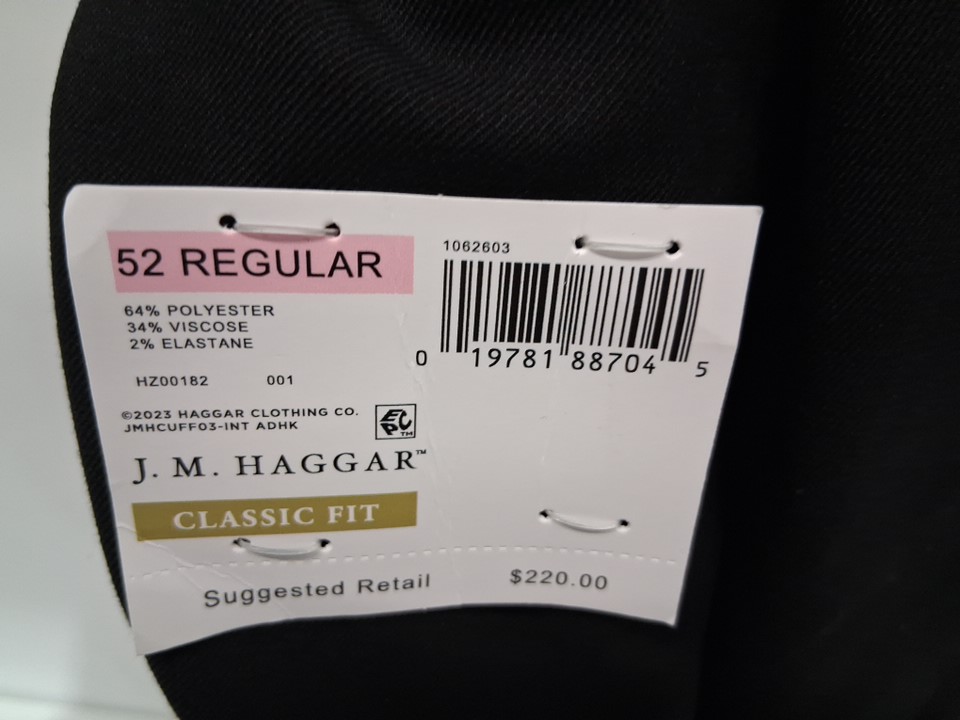 52 REGULAR
64% POLYESTER
34% VISCOSE
2% ELASTANE
HZ00182 001
©2023 HAGGAR CLOTHING CO.
JMHCUFF03-INT ADHK
EPC™
J. M. HAGGAR™
CLASSIC FIT
1062603
0 19781 88704 5
Suggested Retail $220.00